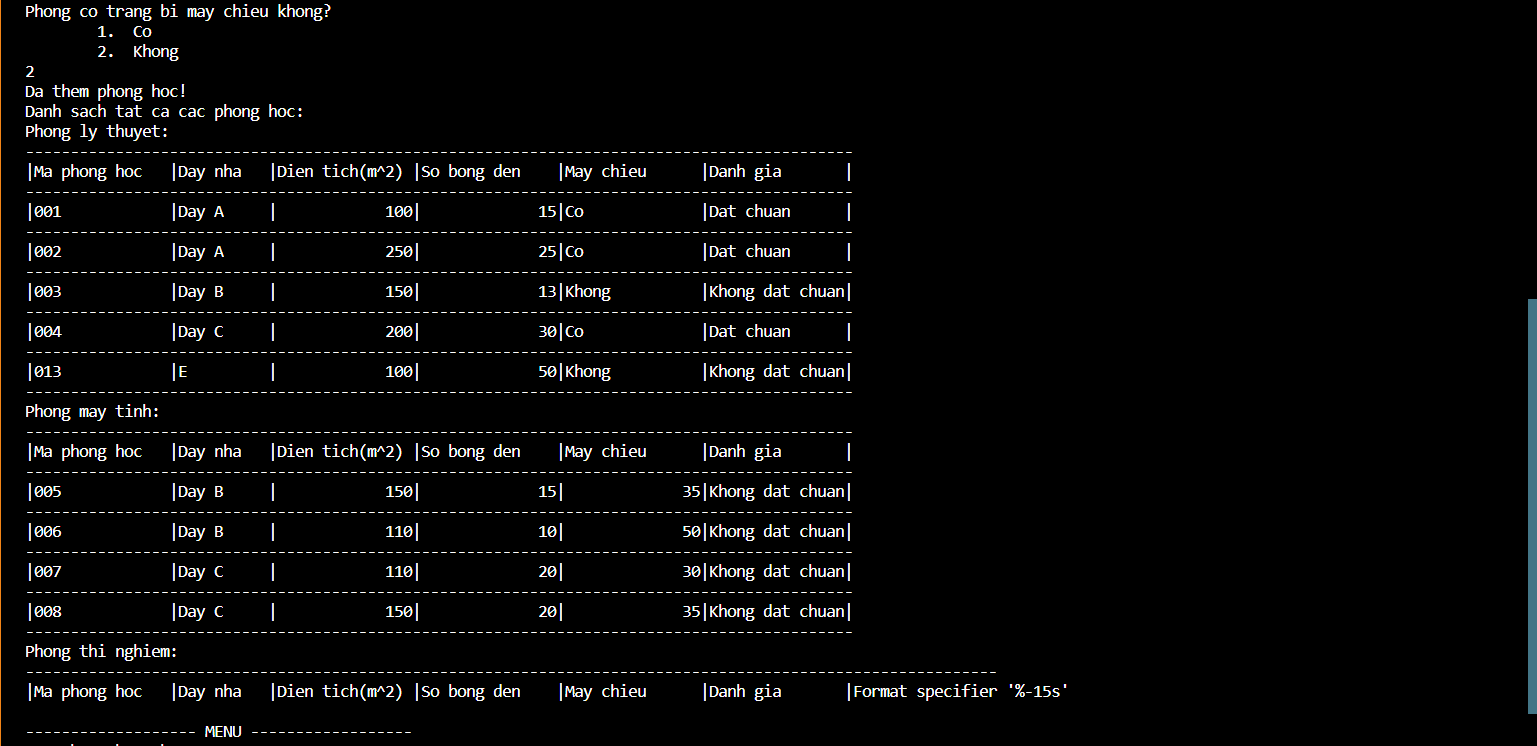 Phong co trang bi may chieu khong?
1. Co
2. Khong
2
Da them phong hoc!
Danh sach tat ca cac phong hoc:
Phong ly thuyet:
--------------------------------------------------------------------------------------------
|Ma phong hoc   |Day nha   |Dien tich(m^2) |So bong den    |May chieu      |Danh gia       |
--------------------------------------------------------------------------------------------
|001            |Day A     |            100|             15|Co             |Dat chuan      |
--------------------------------------------------------------------------------------------
|002            |Day A     |            250|             25|Co             |Dat chuan      |
--------------------------------------------------------------------------------------------
|003            |Day B     |            150|             13|Khong          |Khong dat chuan|
--------------------------------------------------------------------------------------------
|004            |Day C     |            200|             30|Co             |Dat chuan      |
--------------------------------------------------------------------------------------------
|013            |E         |            100|             50|Khong          |Khong dat chuan|
--------------------------------------------------------------------------------------------
Phong may tinh:
--------------------------------------------------------------------------------------------
|Ma phong hoc   |Day nha   |Dien tich(m^2) |So bong den    |May chieu      |Danh gia       |
--------------------------------------------------------------------------------------------
|005            |Day B     |            150|             15|             35|Khong dat chuan|
--------------------------------------------------------------------------------------------
|006            |Day B     |            110|             10|             50|Khong dat chuan|
--------------------------------------------------------------------------------------------
|007            |Day C     |            110|             20|             30|Khong dat chuan|
--------------------------------------------------------------------------------------------
|008            |Day C     |            150|             20|             35|Khong dat chuan|
--------------------------------------------------------------------------------------------
Phong thi nghiem:
------------------------------------------------------------------------------------------------------------
|Ma phong hoc   |Day nha   |Dien tich(m^2) |So bong den    |May chieu      |Danh gia       |Format specifier '%-15s'
------------------- MENU ------------------